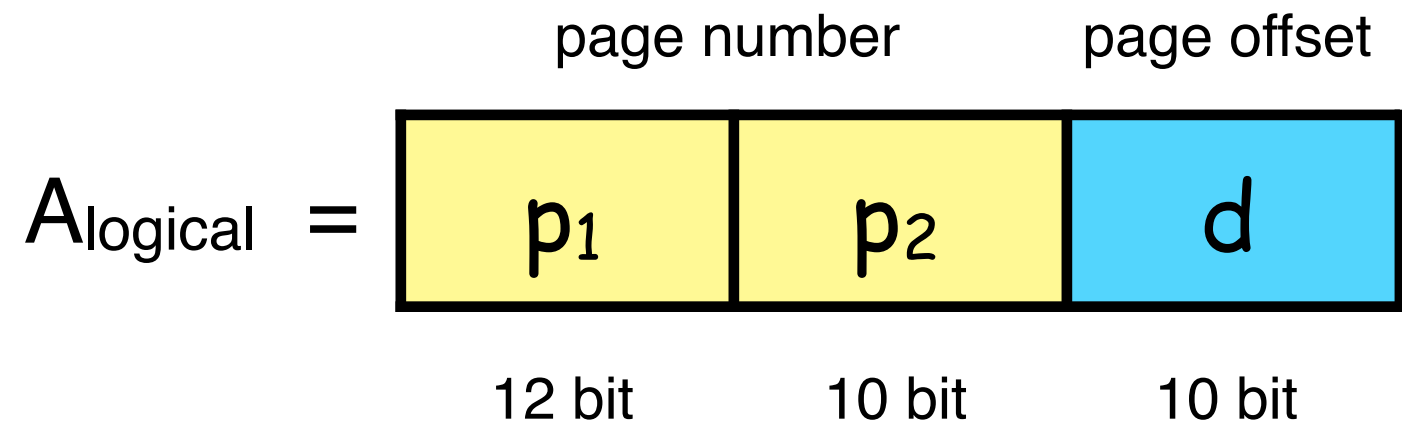 page number page offset
Alogical = p1 p2 d
12 bit 10 bit 10 bit